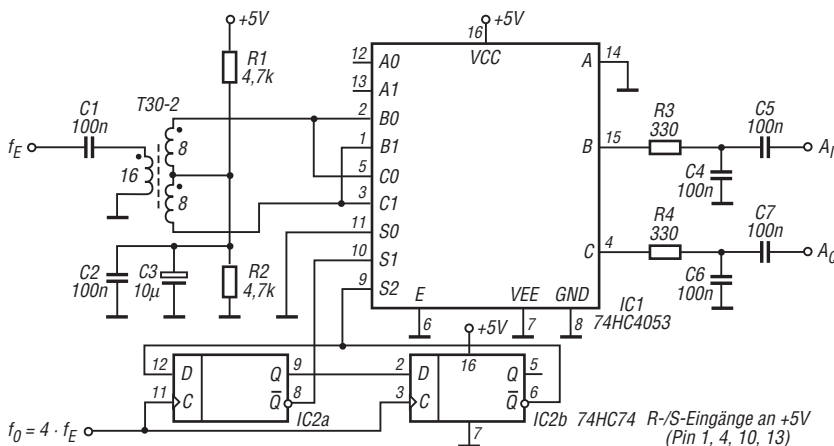 +5V
R1
4,7k
C1
100n
T30-2
f_E
16
8
8
C2
100n
C3
10µ
R2
4,7k
+5V
16
VCC
12 A0
13 A1
2 B0
1 B1
5 C0
3 C1
11 S0
10 S1
9 S2
A 14
B 15
C 4
E
6
VEE
7
GND
8
IC1
74HC4053
R3
330
C5
100n
A_I
C4
100n
R4
330
C7
100n
A_Q
C6
100n
12 D Q 9
11 C Q 8
IC2a
+5V
16
2 D Q 5
3 C Q 6
7
IC2b 74HC74
R-/S-Eingänge an +5V
(Pin 1, 4, 10, 13)
f_0 = 4 · f_E